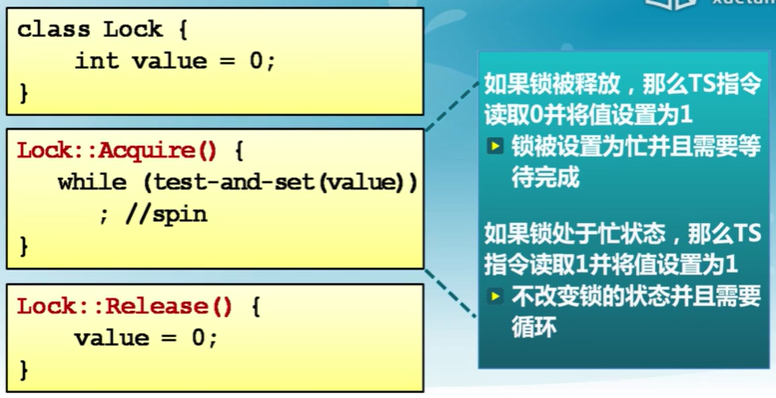 class Lock {
int value = 0;
}
Lock::Acquire() {
while (test-and-set(value))
; //spin
}
Lock::Release() {
value = 0;
}
如果锁被释放，那么TS指令
读取0并将值设置为1
锁被设置为忙并且需要等
待完成
如果锁处于忙状态，那么TS
指令读取1并将值设置为1
不改变锁的状态并且需要
循环